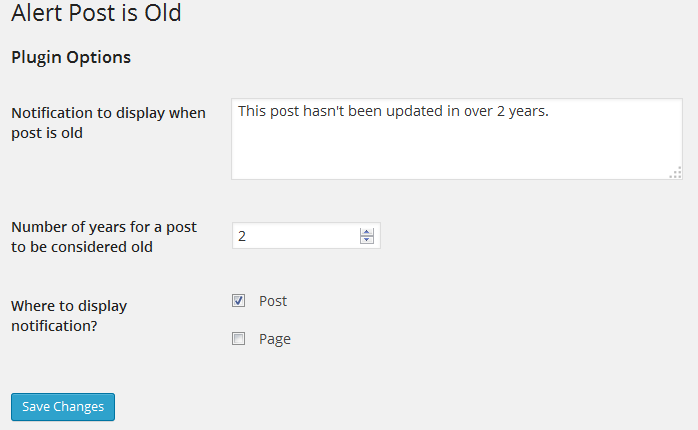 Alert Post is Old
Plugin Options
Notification to display when
post is old
This post hasn't been updated in over 2 years.
Number of years for a post
to be considered old
2
Where to display
notification?
Post
Page
Save Changes